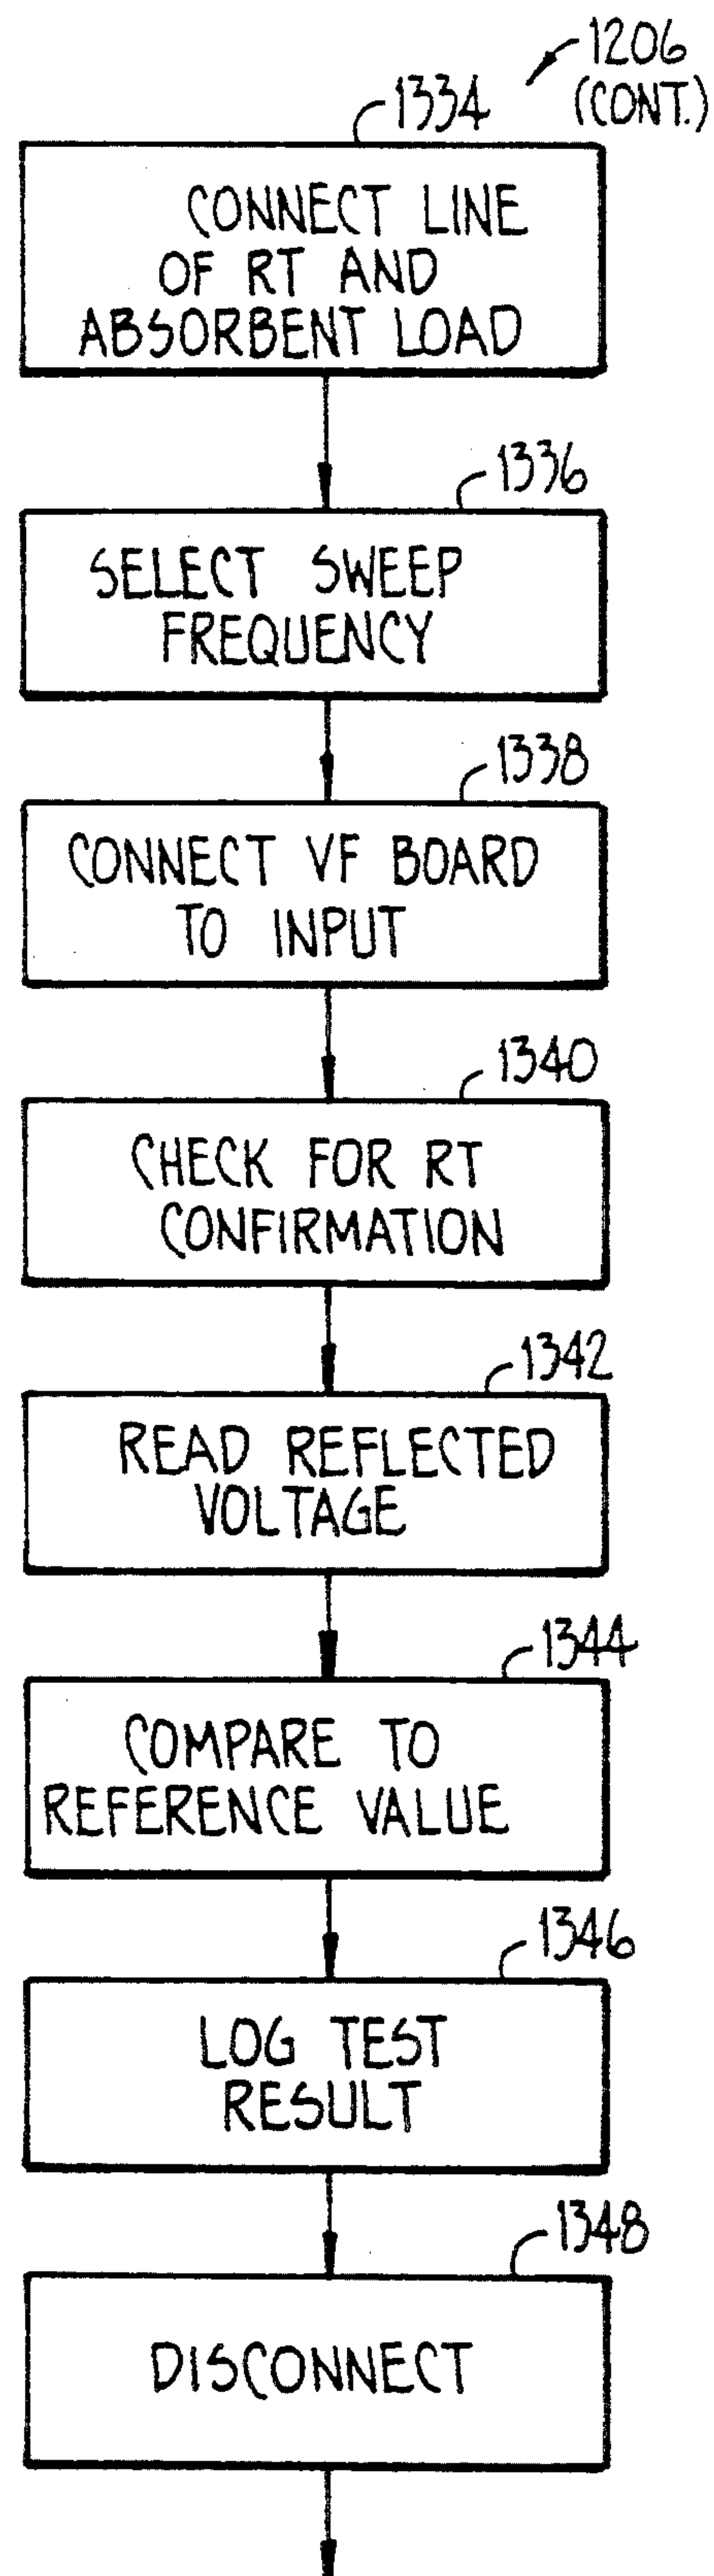 1206
(CONT.)
1334
CONNECT LINE
OF RT AND
ABSORBENT LOAD
1336
SELECT SWEEP
FREQUENCY
1338
CONNECT VF BOARD
TO INPUT
1340
CHECK FOR RT
CONFIRMATION
1342
READ REFLECTED
VOLTAGE
1344
COMPARE TO
REFERENCE VALUE
1346
LOG TEST
RESULT
1348
DISCONNECT